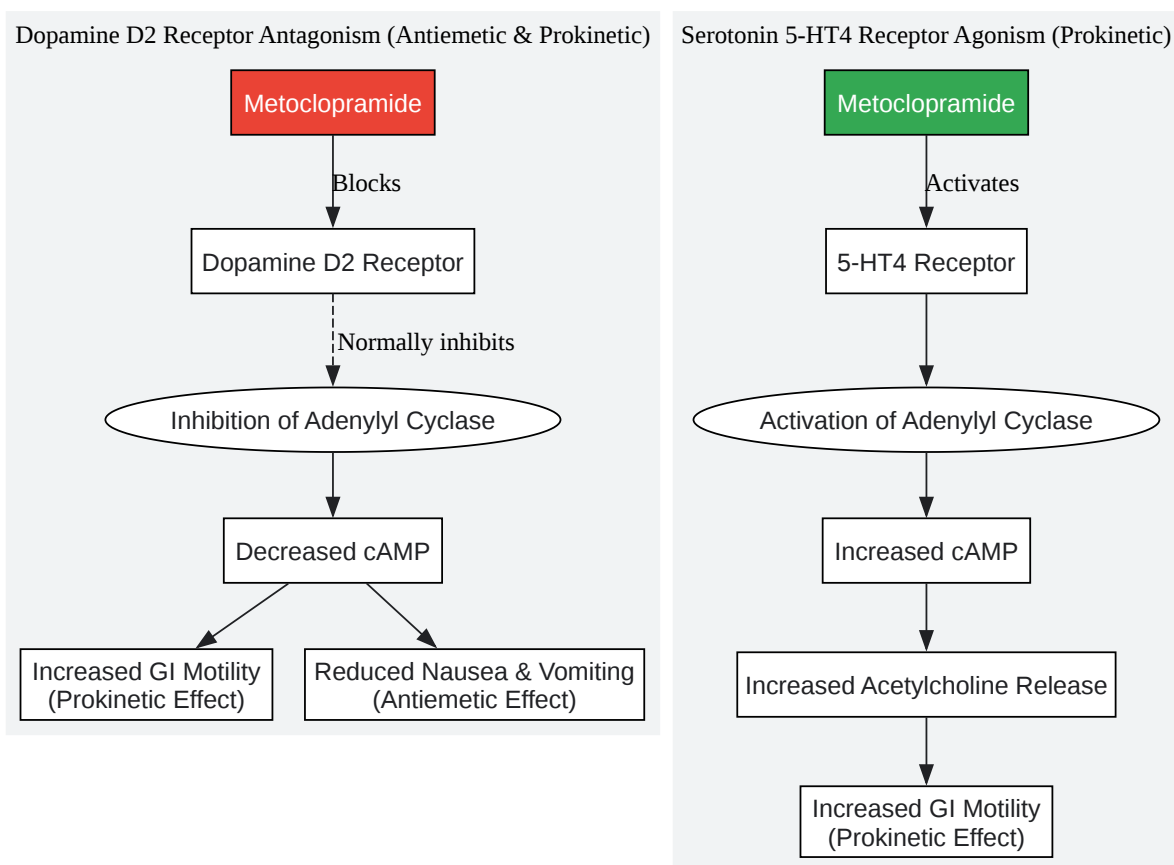 Dopamine D2 Receptor Antagonism (Antiemetic & Prokinetic)
Metoclopramide
Blocks
Dopamine D2 Receptor
Normally inhibits
Inhibition of Adenylyl Cyclase
Decreased cAMP
Increased GI Motility
(Prokinetic Effect)
Reduced Nausea & Vomiting
(Antiemetic Effect)
Serotonin 5-HT4 Receptor Agonism (Prokinetic)
Metoclopramide
Activates
5-HT4 Receptor
Activation of Adenylyl Cyclase
Increased cAMP
Increased Acetylcholine Release
Increased GI Motility
(Prokinetic Effect)